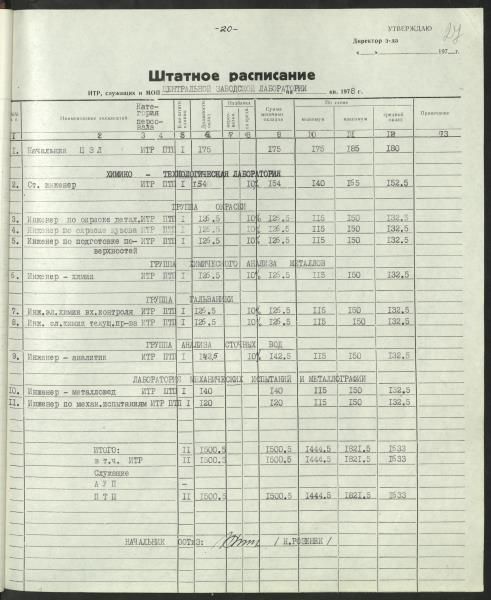 -20-
УТВЕРЖДАЮ
Директор з-да
« » 197 г.
Штатное расписание
ИТР, служащих и МОП ЦЕНТРАЛЬНОЙ ЗАВОДСКОЙ ЛАБОРАТОРИИ на кв. 1978 г.
Наименование должностей Категория персонала Количество единиц Должностной оклад Надбавки Сумма месячных окладов По схеме минимум максимум средний оклад Примечание
I 2 3 4 5 6 7 8 9 10 11 12 13
1. Начальник ЦЗЛ ИТР ПТП I 175 175 175 185 180
ХИМИКО - ТЕХНОЛОГИЧЕСКАЯ ЛАБОРАТОРИЯ
2. Ст. инженер ИТР ПТП I 154 10% 154 140 165 152.5
ГРУППА ОКРАСКИ
3. Инженер по окраске детал. ИТР ПТП I 126.5 10% 126.5 115 150 132.5
4. Инженер по окраске кузова ИТР ПТП I 126.5 10% 126.5 115 150 132.5
5. Инженер по подготовке по- ИТР ПТП I 126.5 10% 126.5 115 150 132.5
верхностей
ГРУППА ХИМИЧЕСКОГО АНАЛИЗА МЕТАЛЛОВ
6. Инженер - химик ИТР ПТП I 126.5 10% 126.5 115 150 132.5
ГРУППА ГАЛЬВАНИКИ
7. Инж.эл.химик вх.контроля ИТР ПТП I 126.5 10% 126.5 115 150 132.5
8. Инж. эл.химик текущ.пр-ва ИТР ПТП I 126.5 10% 126.5 115 150 132.5
ГРУППА АНАЛИЗА СТОЧНЫХ ВОД
9. Инженер - аналитик ИТР ПТП I 142.5 10% 142.5 115 150 132.5
ЛАБОРАТОРИЯ МЕХАНИЧЕСКИХ ИСПЫТАНИЙ И МЕТАЛЛОГРАФИИ
10. Инженер - металловед ИТР ПТП I 140 140 115 150 132.5
11. Инженер по механ.испытаниям ИТР ПТП I 120 120 115 150 132.5
ИТОГО: II 1500.5 1500.5 1444.5 1821.5 1533
в т.ч. ИТР II 1500.5 1500.5 1444.5 1821.5 1533
Служащие
АУП -
ПТП II 1500.5 1500.5 1444.5 1821.5 1533
НАЧАЛЬНИК ООТиЗ: / /